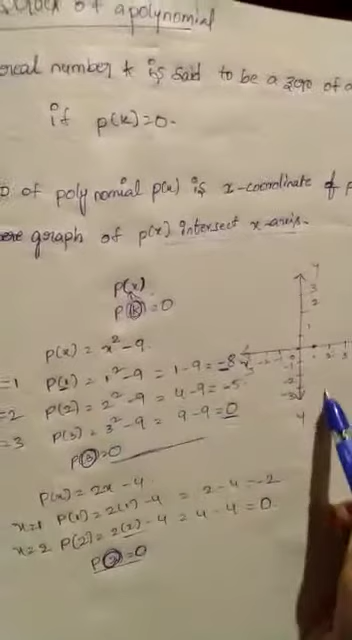 of a polynomial
real number k is said to be a zero of a
if p(k)=0.
of polynomial p(x) is x-coordinate of
graph of p(x) intersect x-axis.
p(x)
p(k)=0
p(x) = x²-9.
=1 p(1) = 1²-9 = 1-9 = -8
=2 p(2) = 2²-9 = 4-9 = -5
=3 p(3) = 3²-9 = 9-9 = 0
p(3)=0
p(x) = 2x-4
x=1 p(1) = 2(1)-4 = 2-4 = -2
x=2 p(2) = 2(2)-4 = 4-4 = 0.
p(2)=0